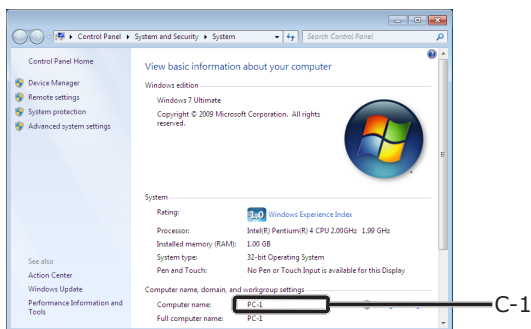 Control Panel ▸ System and Security ▸ System
Search Control Panel
Control Panel Home
Device Manager
Remote settings
System protection
Advanced system settings
See also
Action Center
Windows Update
Performance Information and
Tools
View basic information about your computer
Windows edition
Windows 7 Ultimate
Copyright © 2009 Microsoft Corporation. All rights
reserved.
System
Rating: 1.0 Windows Experience Index
Processor: Intel(R) Pentium(R) 4 CPU 2.00GHz 1.99 GHz
Installed memory (RAM): 1.00 GB
System type: 32-bit Operating System
Pen and Touch: No Pen or Touch Input is available for this Display
Computer name, domain, and workgroup settings
Computer name: PC-1
Full computer name: PC-1
C-1